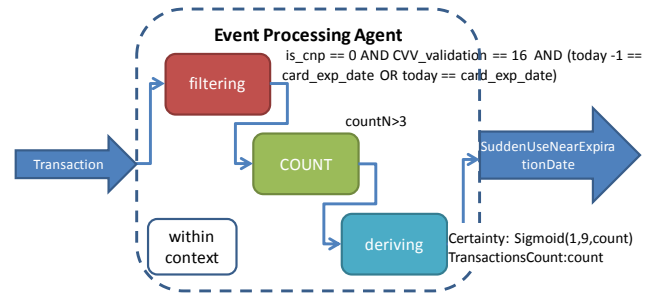 Event Processing Agent
is_cnp == 0 AND CVV_validation == 16 AND (today -1 ==
card_exp_date OR today == card_exp_date)
filtering
countN>3
Transaction
COUNT
SuddenUseNearExpira
tionDate
within
context
deriving
Certainty: Sigmoid(1,9,count)
TransactionsCount:count